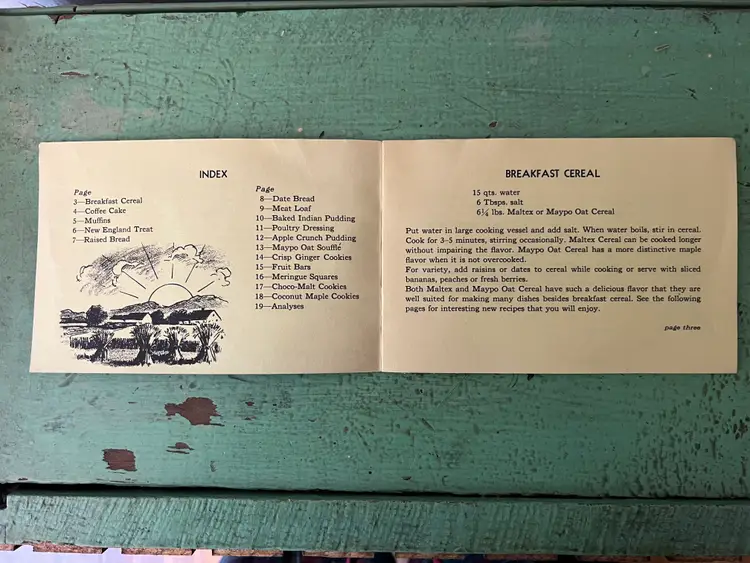 INDEX
Page
3—Breakfast Cereal
4—Coffee Cake
5—Muffins
6—New England Treat
7—Raised Bread
Page
8—Date Bread
9—Meat Loaf
10—Baked Indian Pudding
11—Poultry Dressing
12—Apple Crunch Pudding
13—Maypo Oat Soufflé
14—Crisp Ginger Cookies
15—Fruit Bars
16—Meringue Squares
17—Choco-Malt Cookies
18—Coconut Maple Cookies
19—Analyses
BREAKFAST CEREAL
15 qts. water
6 Tbsps. salt
6¼ lbs. Maltex or Maypo Oat Cereal
Put water in large cooking vessel and add salt. When water boils, stir in cereal.
Cook for 3-5 minutes, stirring occasionally. Maltex Cereal can be cooked longer
without impairing the flavor. Maypo Oat Cereal has a more distinctive maple
flavor when it is not overcooked.
For variety, add raisins or dates to cereal while cooking or serve with sliced
bananas, peaches or fresh berries.
Both Maltex and Maypo Oat Cereal have such a delicious flavor that they are
well suited for making many dishes besides breakfast cereal. See the following
pages for interesting new recipes that you will enjoy.
page three